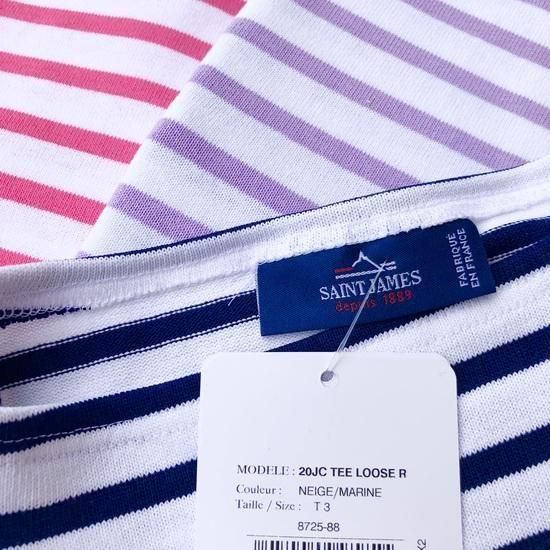 SAINT JAMES
depuis 1889
FABRIQUÉ
EN FRANCE
MODELE : 20JC TEE LOOSE R
Couleur : NEIGE/MARINE
Taille / Size : T 3
8725-88